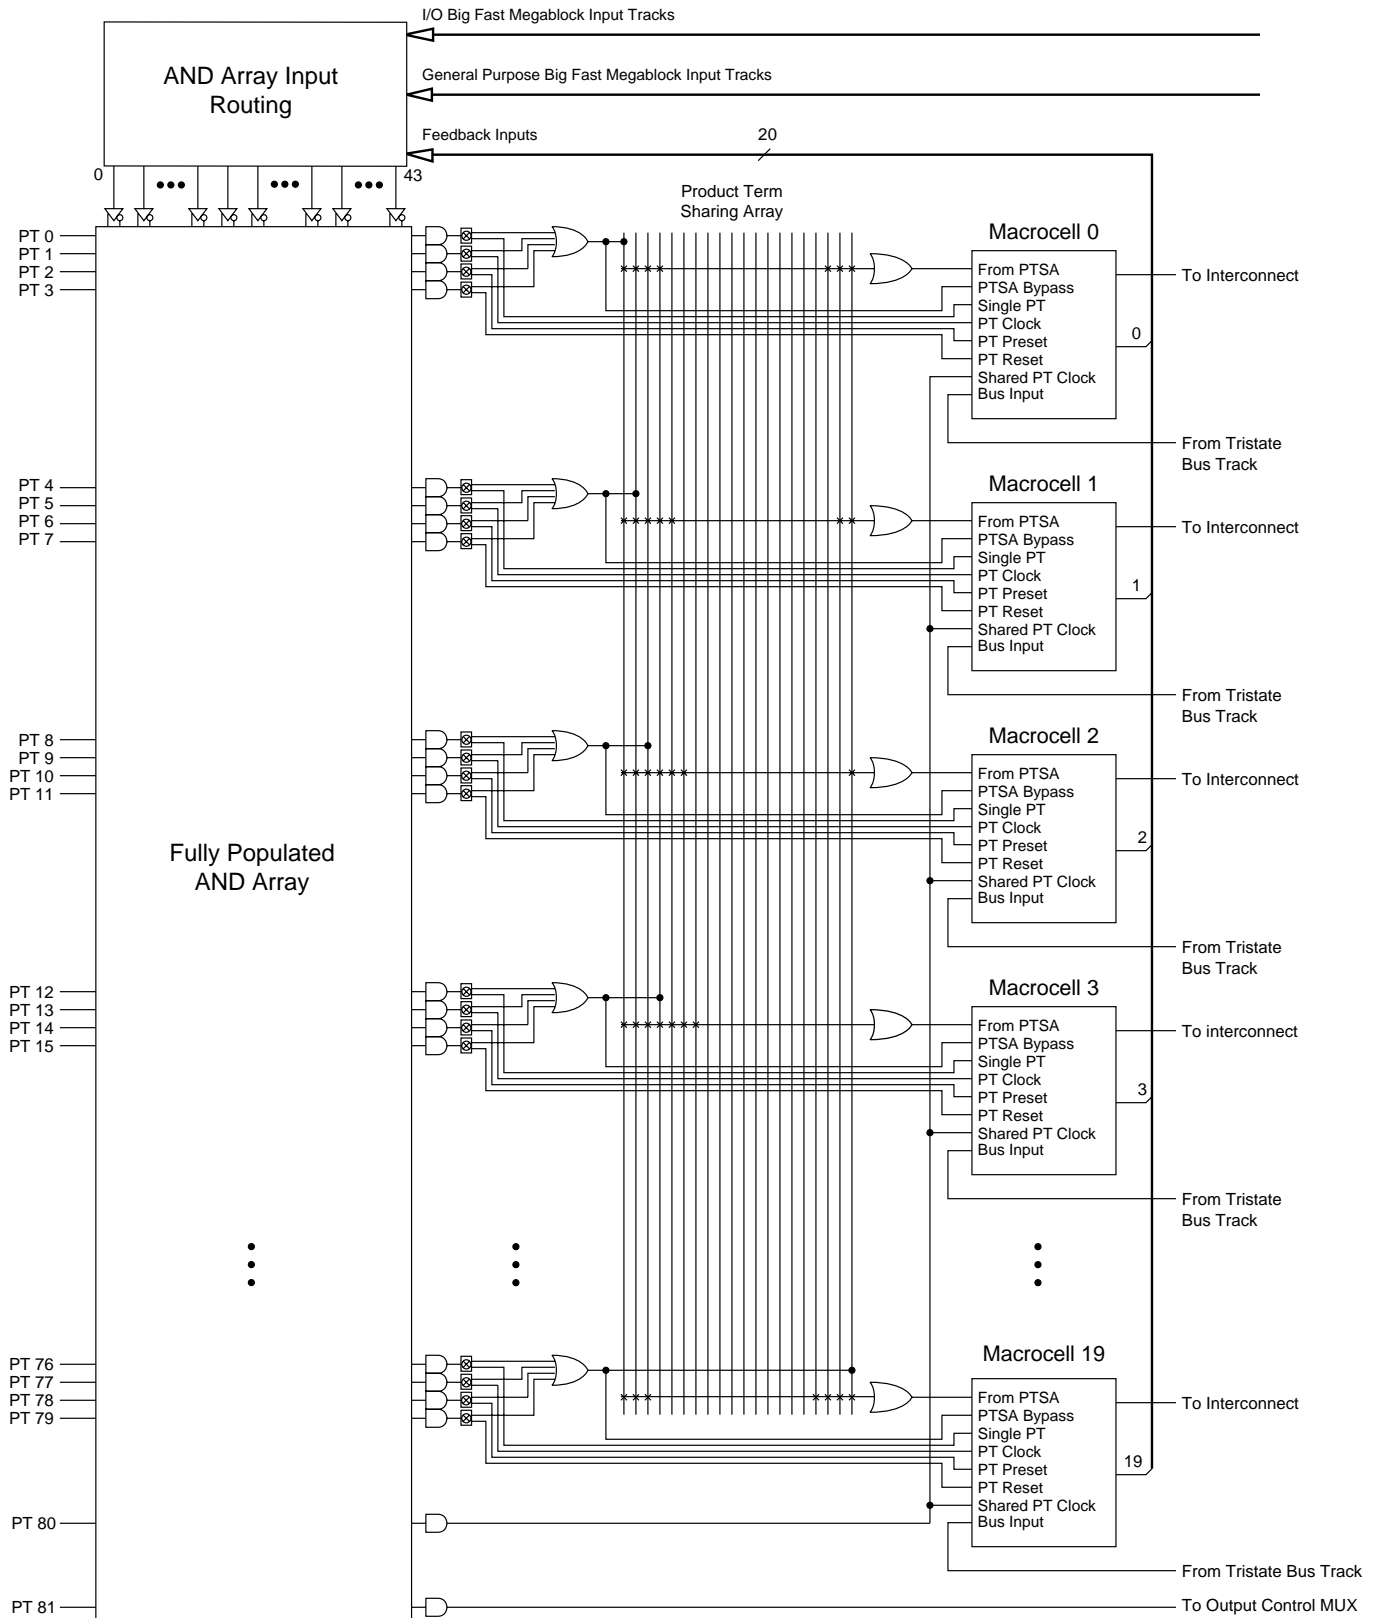 I/O Big Fast Megablock Input Tracks
AND Array Input
Routing
General Purpose Big Fast Megablock Input Tracks
Feedback Inputs
20
0
43
Product Term
Sharing Array
PT 0
PT 1
PT 2
PT 3
Macrocell 0
From PTSA
PTSA Bypass
Single PT
PT Clock
PT Preset
PT Reset
Shared PT Clock
Bus Input
To Interconnect
0
From Tristate
Bus Track
PT 4
PT 5
PT 6
PT 7
Macrocell 1
From PTSA
PTSA Bypass
Single PT
PT Clock
PT Preset
PT Reset
Shared PT Clock
Bus Input
To Interconnect
1
From Tristate
Bus Track
PT 8
PT 9
PT 10
PT 11
Macrocell 2
From PTSA
PTSA Bypass
Single PT
PT Clock
PT Preset
PT Reset
Shared PT Clock
Bus Input
To Interconnect
2
From Tristate
Bus Track
Fully Populated
AND Array
PT 12
PT 13
PT 14
PT 15
Macrocell 3
From PTSA
PTSA Bypass
Single PT
PT Clock
PT Preset
PT Reset
Shared PT Clock
Bus Input
To interconnect
3
From Tristate
Bus Track
PT 76
PT 77
PT 78
PT 79
Macrocell 19
From PTSA
PTSA Bypass
Single PT
PT Clock
PT Preset
PT Reset
Shared PT Clock
Bus Input
To Interconnect
19
PT 80
From Tristate Bus Track
PT 81
To Output Control MUX